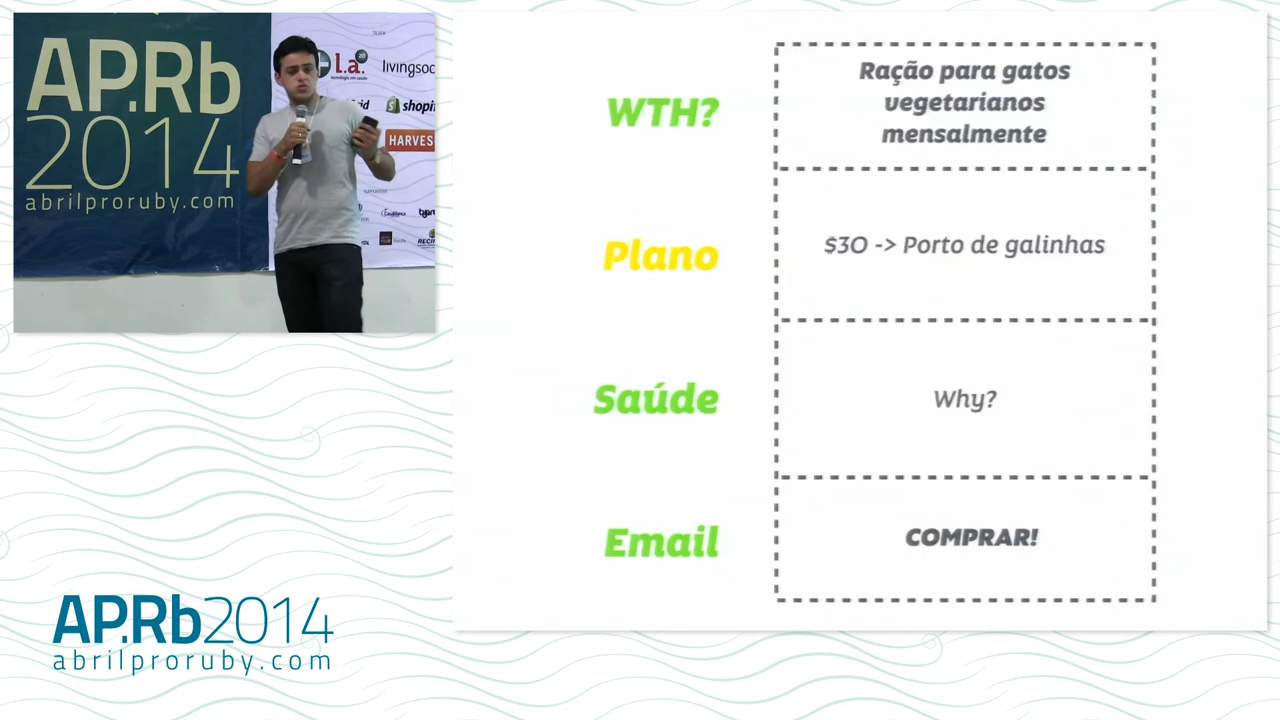 AP.Rb
2014
abrilproruby.com
l.a.
livingsoc
shopi
HARVES
WTH?
Ração para gatos
vegetarianos
mensalmente
Plano
$30 -> Porto de galinhas
Saúde
Why?
Email
COMPRAR!
AP.Rb2014
abrilproruby.com